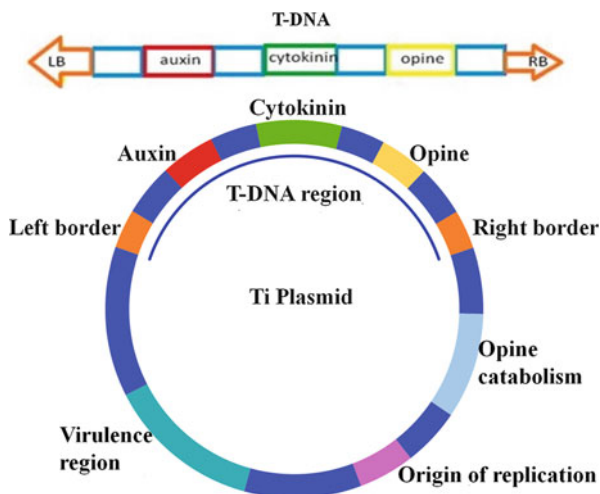 T-DNA
LB auxin cytokinin opine RB
Cytokinin
Auxin
Opine
T-DNA region
Left border
Right border
Ti Plasmid
Opine
catabolism
Virulence
region
Origin of replication